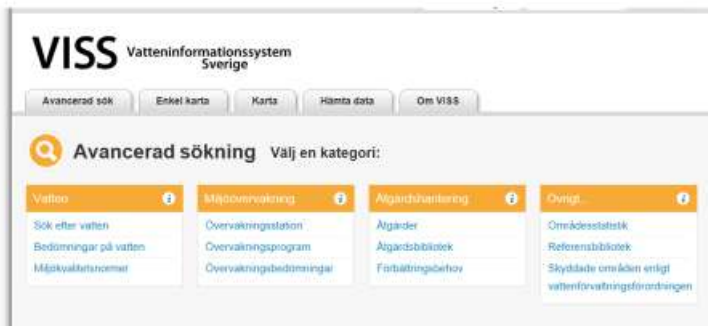 VISS Vatteninformationssystem
Sverige
Avancerad sök Enkel karta Karta Hämta data Om VISS
Avancerad sökning Välj en kategori:
Vatten
Sök efter vatten
Bedömningar på vatten
Miljökvalitetsnormer
Miljöövervakning
Övervakningsstation
Övervakningsprogram
Övervakningsbedömningar
Åtgärdshantering
Åtgärder
Åtgärdsbibliotek
Förbättringsbehov
Övrigt...
Områdesstatistik
Referensbibliotek
Skyddade områden enligt
vattenförvaltningsförordningen